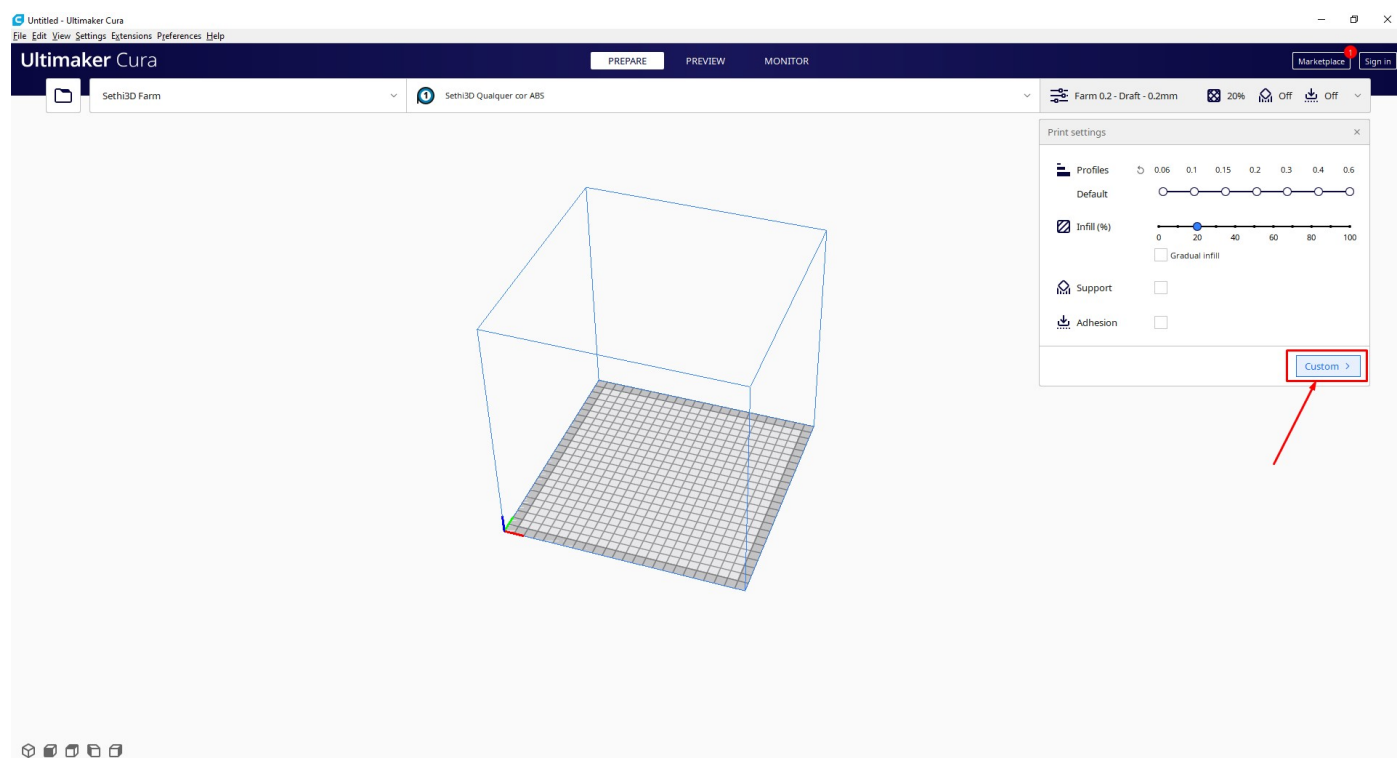 Untitled - Ultimaker Cura
File Edit View Settings Extensions Preferences Help
Ultimaker Cura
PREPARE PREVIEW MONITOR
1
Marketplace Sign in
Sethi3D Farm
1 Sethi3D Qualquer cor ABS
Farm 0.2 - Draft - 0.2mm 20% Off Off
Print settings
Profiles 0.06 0.1 0.15 0.2 0.3 0.4 0.6
Default
Infill (%)
0 20 40 60 80 100
Gradual infill
Support
Adhesion
Custom >